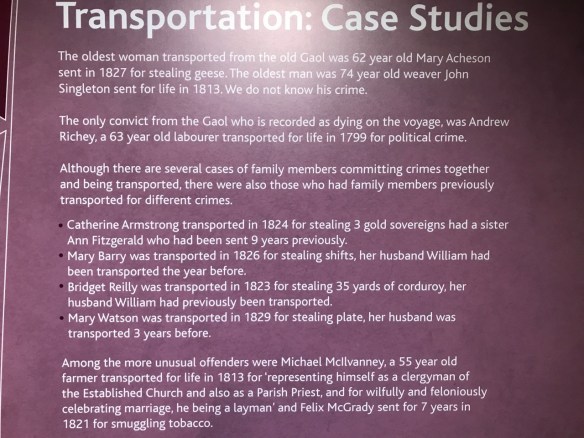 Transportation: Case Studies
The oldest woman transported from the old Gaol was 62 year old Mary Acheson
sent in 1827 for stealing geese. The oldest man was 74 year old weaver John
Singleton sent for life in 1813. We do not know his crime.
The only convict from the Gaol who is recorded as dying on the voyage, was Andrew
Richey, a 63 year old labourer transported for life in 1799 for political crime.
Although there are several cases of family members committing crimes together
and being transported, there were also those who had family members previously
transported for different crimes.
• Catherine Armstrong transported in 1824 for stealing 3 gold sovereigns had a sister
Ann Fitzgerald who had been sent 9 years previously.
• Mary Barry was transported in 1826 for stealing shifts, her husband William had
been transported the year before.
• Bridget Reilly was transported in 1823 for stealing 35 yards of corduroy, her
husband William had previously been transported.
• Mary Watson was transported in 1829 for stealing plate, her husband was
transported 3 years before.
Among the more unusual offenders were Michael McIlvanney, a 55 year old
farmer transported for life in 1813 for 'representing himself as a clergyman of
the Established Church and also as a Parish Priest, and for wilfully and feloniously
celebrating marriage, he being a layman' and Felix McGrady sent for 7 years in
1821 for smuggling tobacco.